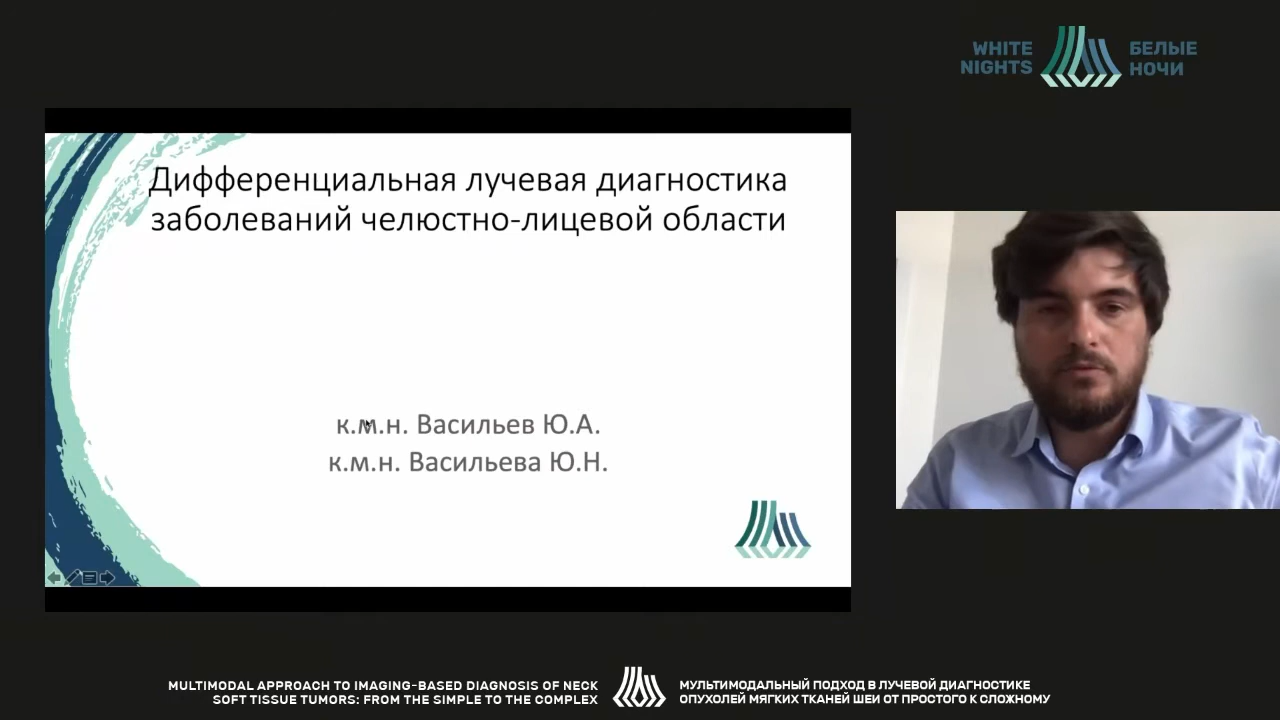 WHITE
NIGHTS
БЕЛЫЕ
НОЧИ
Дифференциальная лучевая диагностика
заболеваний челюстно-лицевой области
к.м.н. Васильев Ю.А.
к.м.н. Васильева Ю.Н.
MULTIMODAL APPROACH TO IMAGING-BASED DIAGNOSIS OF NECK
SOFT TISSUE TUMORS: FROM THE SIMPLE TO THE COMPLEX
МУЛЬТИМОДАЛЬНЫЙ ПОДХОД В ЛУЧЕВОЙ ДИАГНОСТИКЕ
ОПУХОЛЕЙ МЯГКИХ ТКАНЕЙ ШЕИ ОТ ПРОСТОГО К СЛОЖНОМУ